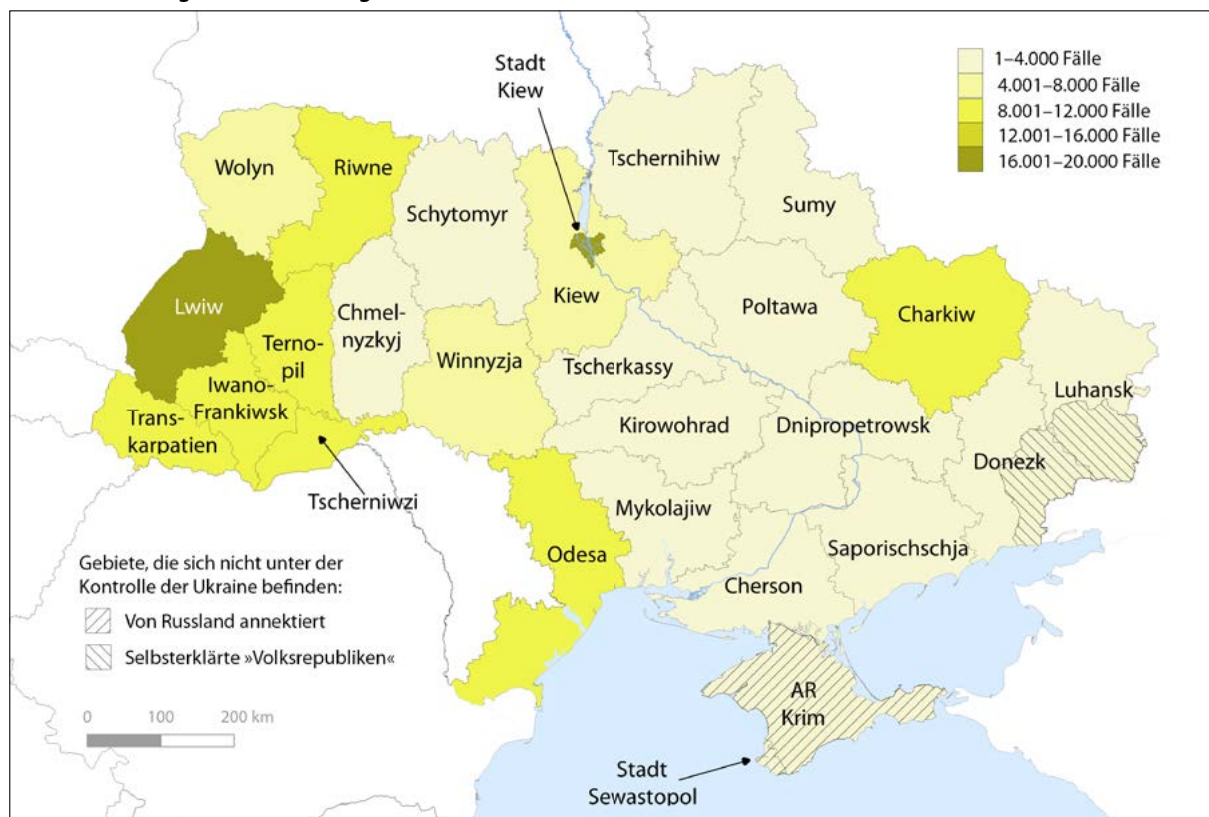 Stadt
Kiew
1–4.000 Fälle
4.001–8.000 Fälle
8.001–12.000 Fälle
12.001–16.000 Fälle
16.001–20.000 Fälle
Wolyn
Riwne
Tschernihiw
Schytomyr
Sumy
Lwiw
Kiew
Poltawa
Charkiw
Chmel-
nyzkyj
Terno-
pil
Winnyzja
Tscherkassy
Iwano-
Frankiwsk
Luhansk
Trans-
karpatien
Kirowohrad
Dnipropetrowsk
Donezk
Tscherniwzi
Mykolajiw
Odesa
Saporischschja
Cherson
Gebiete, die sich nicht unter der
Kontrolle der Ukraine befinden:
Von Russland annektiert
Selbsterklärte »Volksrepubliken«
AR
Krim
0 100 200 km
Stadt
Sewastopol